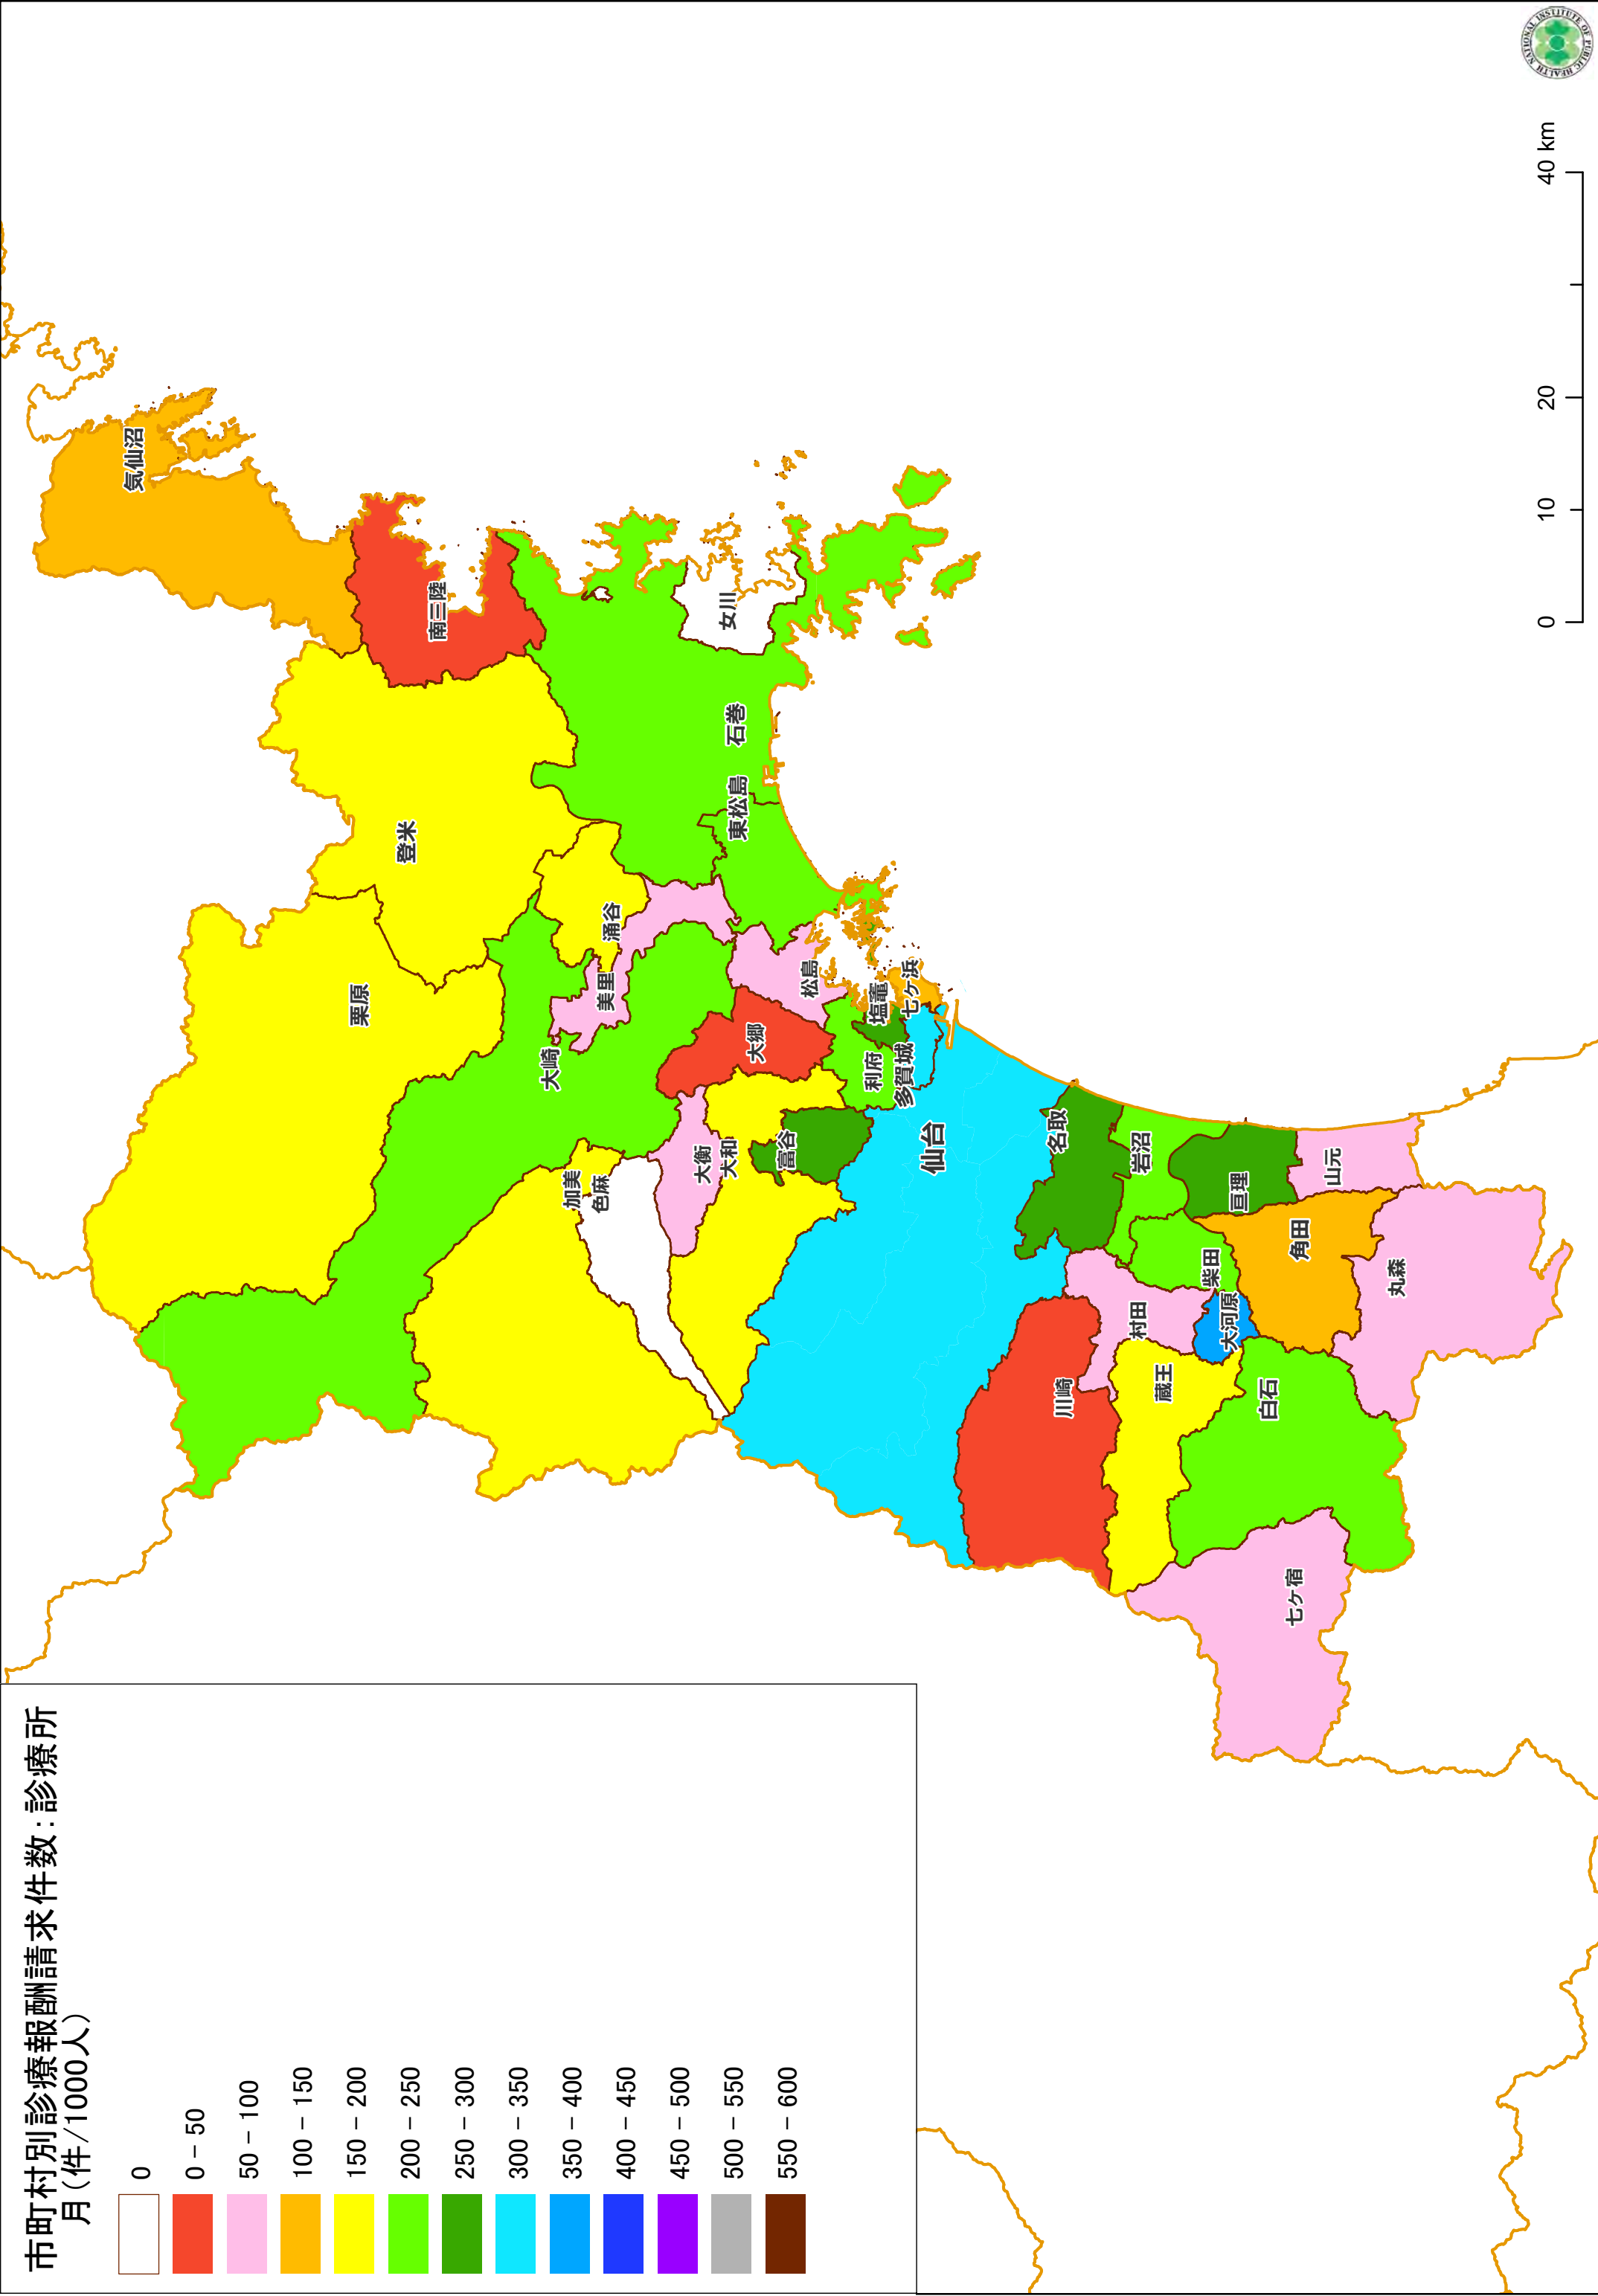 市町村別診療報酬請求件数：診療所
月（件/1000人）
0
0 - 50
50 - 100
100 - 150
150 - 200
200 - 250
250 - 300
300 - 350
350 - 400
400 - 450
450 - 500
500 - 550
550 - 600
気仙沼
南三陸
登米
栗原
女川
石巻
東松島
涌谷
美里
大崎
松島
大郷
加美
色麻
大衡
大和
富谷
利府
塩竈
七ヶ浜
多賀城
仙台
名取
岩沼
亘理
山元
川崎
村田
柴田
大河原
角田
丸森
蔵王
白石
七ケ宿
0
10
20
40 km
NATIONAL INSTITUTE OF PUBLIC HEALTH